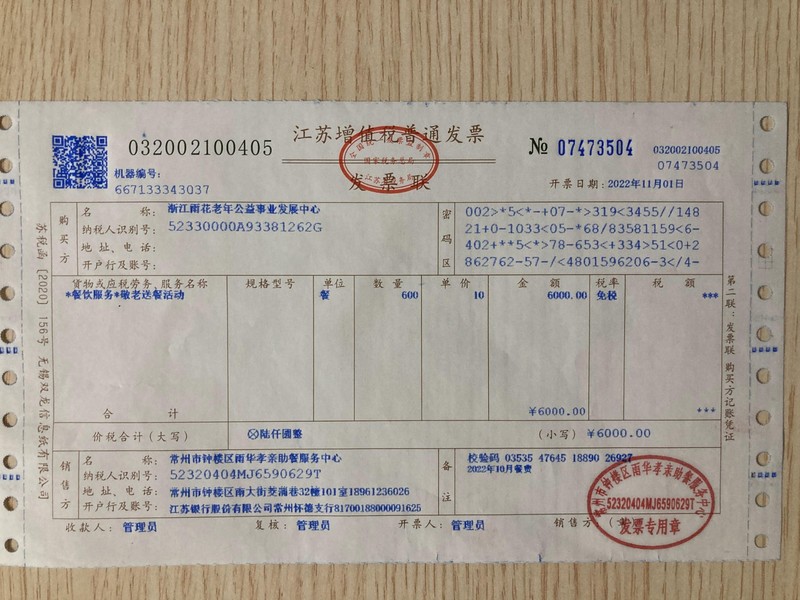 江苏增值税普通发票
发票联
032002100405
№ 07473504
032002100405
07473504
机器编号:
667133343037
开票日期: 2022年11月01日
购买方
名 称: 浙江雨花老年公益事业发展中心
纳税人识别号: 52330000A93381262G
地址、电话:
开户行及账号:
密码区
002>*5<*-+07-*>319<3455//148
21+0-1033<05-*68/83581159<6-
402+**5<*>78-653<+334>51<0+2
862762-57-/<4801596206-3</4-
货物或应税劳务、服务名称 规格型号 单位 数量 单价 金额 税率 税额
*餐饮服务*敬老送餐活动 餐 600 10 6000.00 免税 ***
合计 ¥6000.00 ***
价税合计(大写) ⊗陆仟圆整 (小写) ¥6000.00
销售方
名 称: 常州市钟楼区雨华孝亲助餐服务中心
纳税人识别号: 52320404MJ6590629T
地址、电话: 常州市钟楼区南大街菱溏巷32幢101室18961236026
开户行及账号: 江苏银行股份有限公司常州怀德支行81700188000091625
备注
校验码 03535 47645 18890 26927
2022年10月餐费
收款人: 管理员 复核: 管理员 开票人: 管理员 销售方:
常州市钟楼区雨华孝亲助餐服务中心
52320404MJ6590629T
发票专用章
国家税务总局
苏税函〔2020〕156号 无锡双龙信息纸有限公司
第二联:发票联 购买方记账凭证